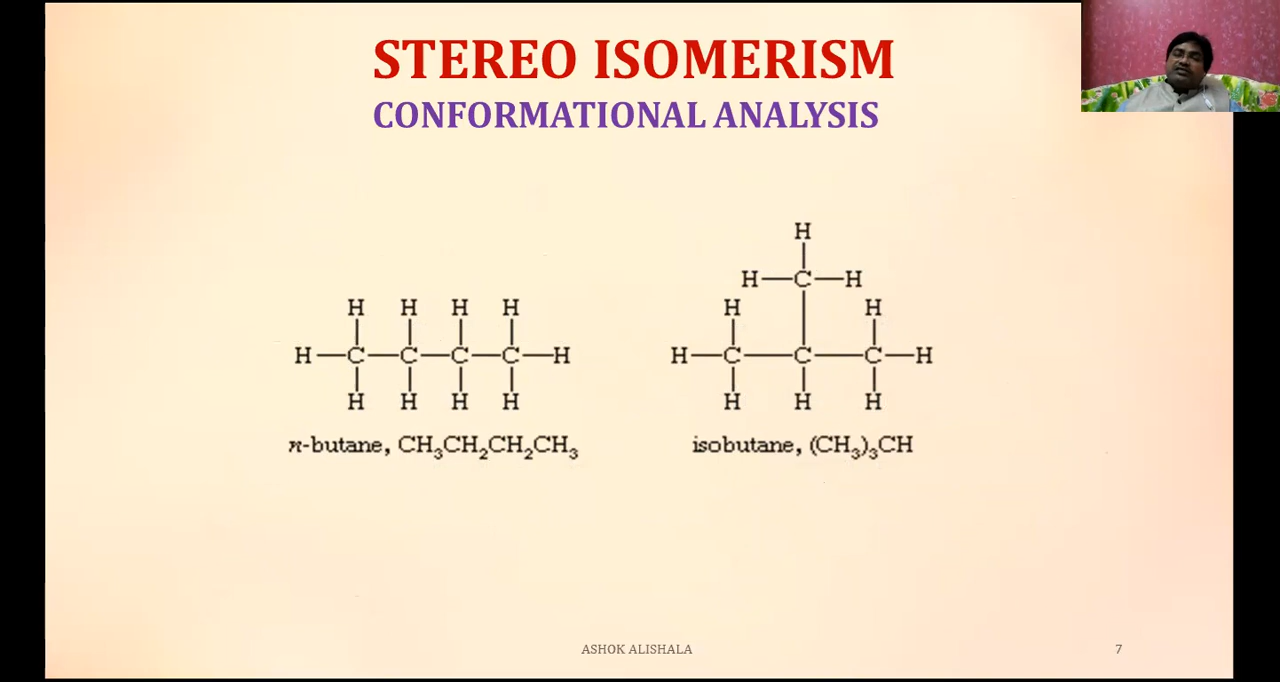 STEREO ISOMERISM
CONFORMATIONAL ANALYSIS
H
H—C—H
H H H H H H
H—C—C—C—C—H H—C—C—C—H
H H H H H H H
n-butane, CH₃CH₂CH₂CH₃ isobutane, (CH₃)₃CH
ASHOK ALISHALA 7